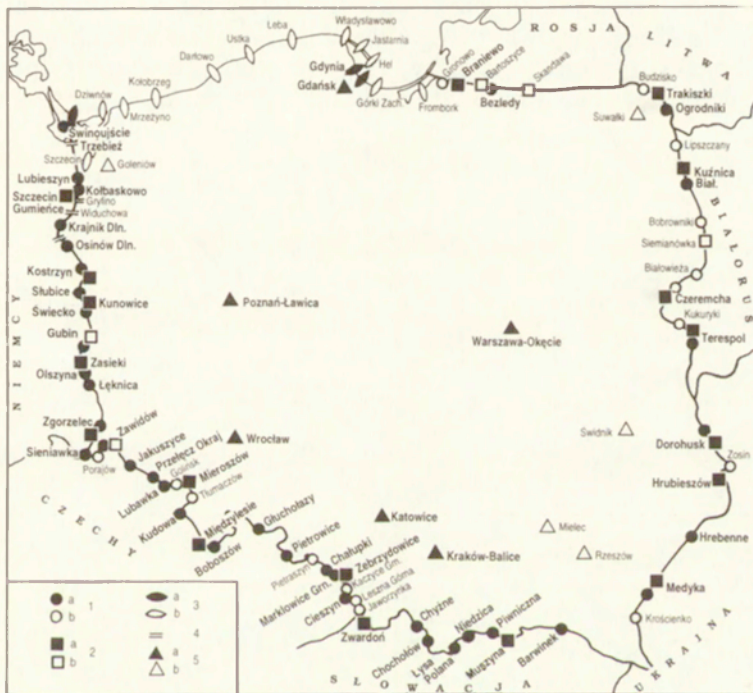 ROSJA
LITWA
BIAŁORUŚ
UKRAINA
SŁOWACJA
CZECHY
NIEMCY
Władysławowo
Jastarnia
Hel
Łeba
Ustka
Darłowo
Kołobrzeg
Mrzeżyno
Dziwnów
Gdynia
Gdańsk
Górki Zach.
Frombork
Gronowo
Braniewo
Bartoszyce
Bezledy
Skandawa
Budzisko
Trakiszki
Ogrodniki
Suwałki
Lipszczany
Kuźnica
Biał.
Bobrowniki
Siemianówka
Białowieża
Czeremcha
Kukuryki
Terespol
Świdnik
Dorohusk
Zosin
Hrubieszów
Hrebenne
Medyka
Krościenko
Świnoujście
Trzebież
Szczecin
Goleniów
Lubieszyn
Kołbaskowo
Szczecin
Gumieńce
Gryfino
Widuchowa
Krajnik Dln.
Osinów Dln.
Kostrzyn
Słubice
Kunowice
Świecko
Gubin
Zasieki
Olszyna
Łęknica
Zgorzelec
Zawidów
Sieniawka
Porajów
Jakuszyce
Przełęcz Okraj
Lubawka
Golińsk
Mieroszów
Tłumaczów
Kudowa
Międzylesie
Boboszów
Głuchołazy
Pietrowice
Pietraszyn
Chałupki
Zebrzydowice
Marklowice Grn.
Kaczyce Grn.
Cieszyn
Leszna Górna
Jaworzynka
Zwardoń
Chyżne
Chochołów
Łysa
Polana
Niedzica
Piwniczna
Muszyna
Barwinek
Poznań-Ławica
Warszawa-Okęcie
Wrocław
Katowice
Kraków-Balice
Mielec
Rzeszów
a 1
b
a 2
b
a 3
b
4
a 5
b